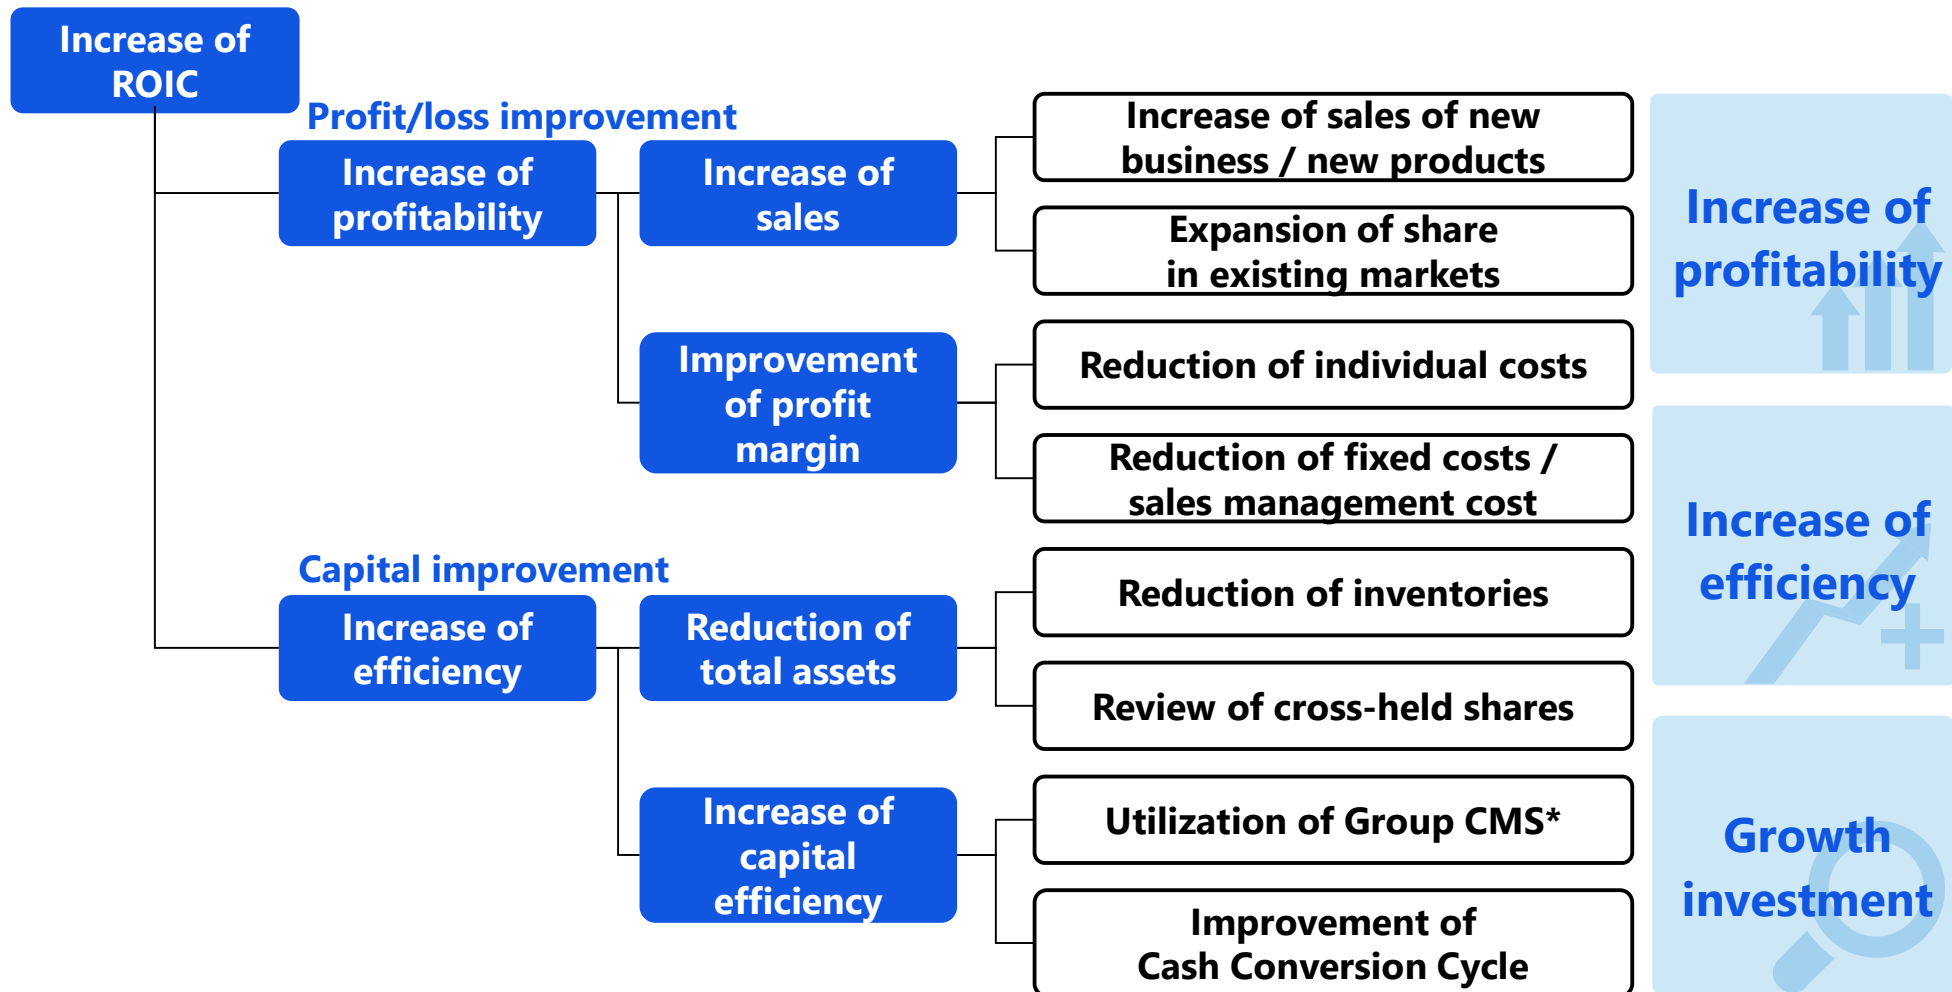 Increase of
ROIC
Profit/loss improvement
Increase of
profitability
Increase of
sales
Increase of sales of new
business / new products
Expansion of share
in existing markets
Improvement
of profit
margin
Reduction of individual costs
Reduction of fixed costs /
sales management cost
Capital improvement
Increase of
efficiency
Reduction of
total assets
Reduction of inventories
Review of cross-held shares
Increase of
capital
efficiency
Utilization of Group CMS*
Improvement of
Cash Conversion Cycle
Increase of
profitability
Increase of
efficiency
Growth
investment